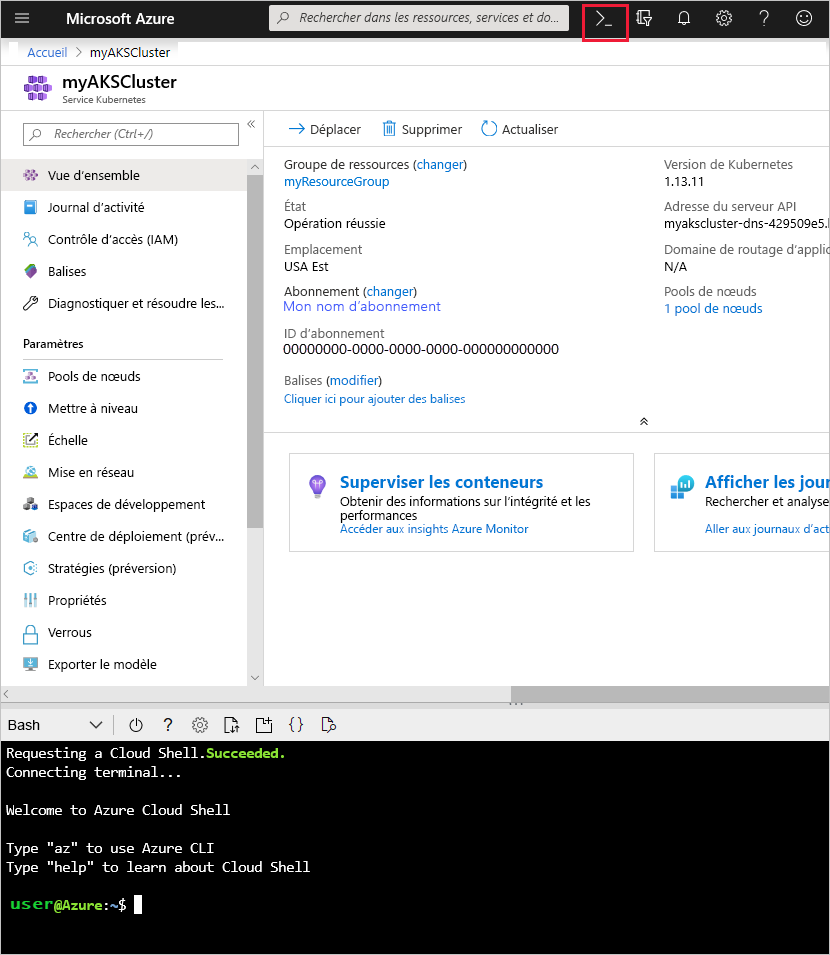 Microsoft Azure
Rechercher dans les ressources, services et do...
Accueil > myAKSCluster
myAKSCluster
Service Kubernetes
Rechercher (Ctrl+/)
Vue d'ensemble
Journal d'activité
Contrôle d'accès (IAM)
Balises
Diagnostiquer et résoudre les...
Paramètres
Pools de nœuds
Mettre à niveau
Échelle
Mise en réseau
Espaces de développement
Centre de déploiement (prév...
Stratégies (préversion)
Propriétés
Verrous
Exporter le modèle
Déplacer
Supprimer
Actualiser
Groupe de ressources (changer)
myResourceGroup
État
Opération réussie
Emplacement
USA Est
Abonnement (changer)
Mon nom d'abonnement
ID d'abonnement
00000000-0000-0000-0000-000000000000
Balises (modifier)
Cliquer ici pour ajouter des balises
Version de Kubernetes
1.13.11
Adresse du serveur API
myakscluster-dns-429509e5.
Domaine de routage d'applic
N/A
Pools de nœuds
1 pool de nœuds
Superviser les conteneurs
Obtenir des informations sur l'intégrité et les
performances
Accéder aux insights Azure Monitor
Afficher les jour
Rechercher et analyse
Aller aux journaux d'act
Bash
Requesting a Cloud Shell.Succeeded.
Connecting terminal...
Welcome to Azure Cloud Shell
Type "az" to use Azure CLI
Type "help" to learn about Cloud Shell
user@Azure:~$